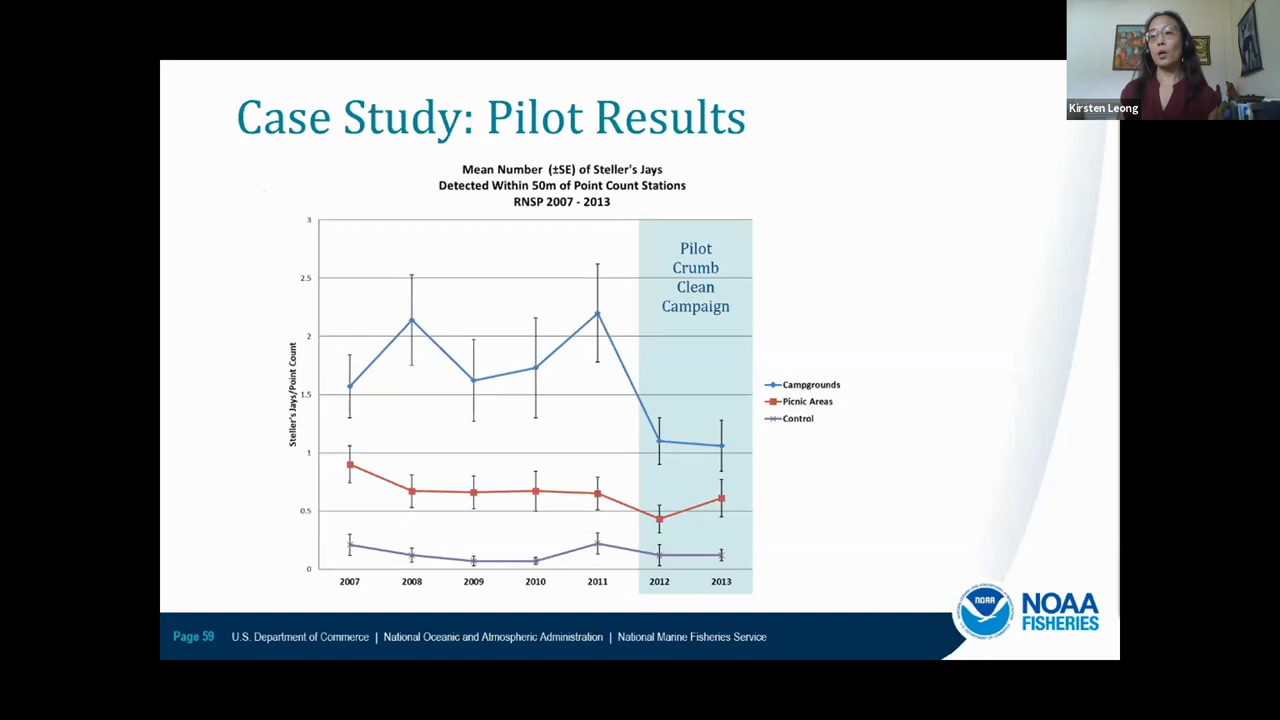 Kirsten Leong
Case Study: Pilot Results
Mean Number (±SE) of Steller's Jays
Detected Within 50m of Point Count Stations
RNSP 2007 - 2013
Steller's Jays/Point Count
3
2.5
2
1.5
1
0.5
0
Pilot
Crumb
Clean
Campaign
Campgrounds
Picnic Areas
Control
2007 2008 2009 2010 2011 2012 2013
NOAA
NOAA
FISHERIES
Page 59 U.S. Department of Commerce | National Oceanic and Atmospheric Administration | National Marine Fisheries Service